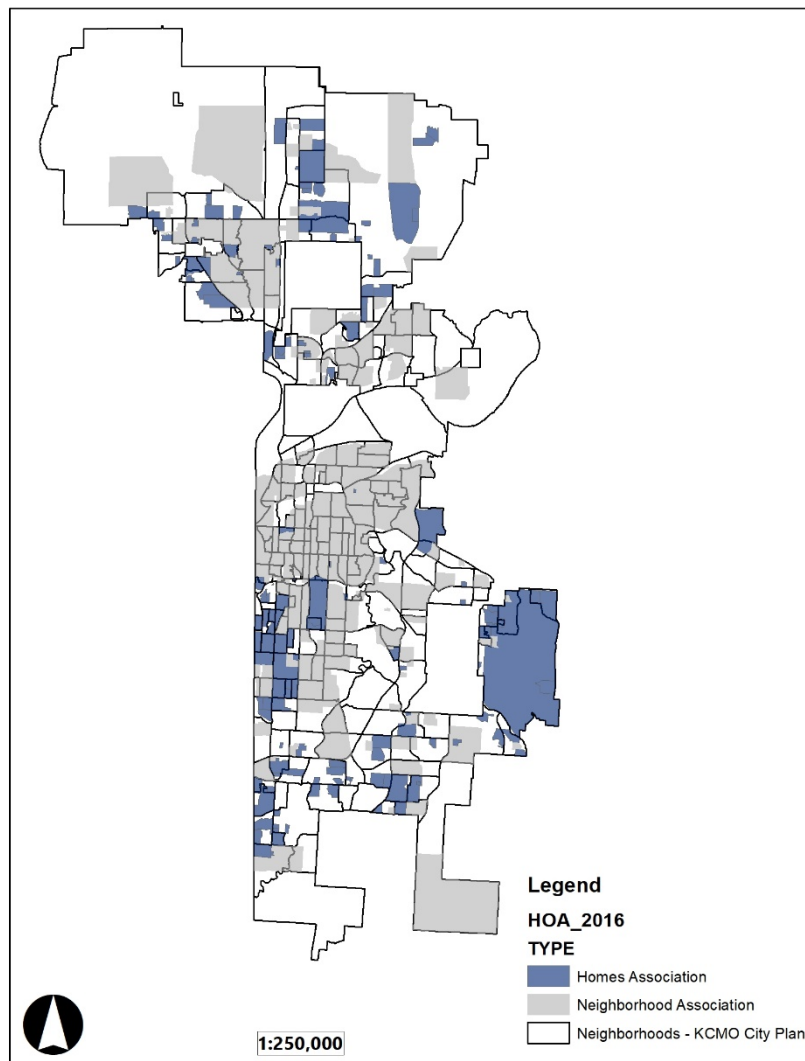 Legend
HOA_2016
TYPE
Homes Association
Neighborhood Association
Neighborhoods - KCMO City Plan
1:250,000